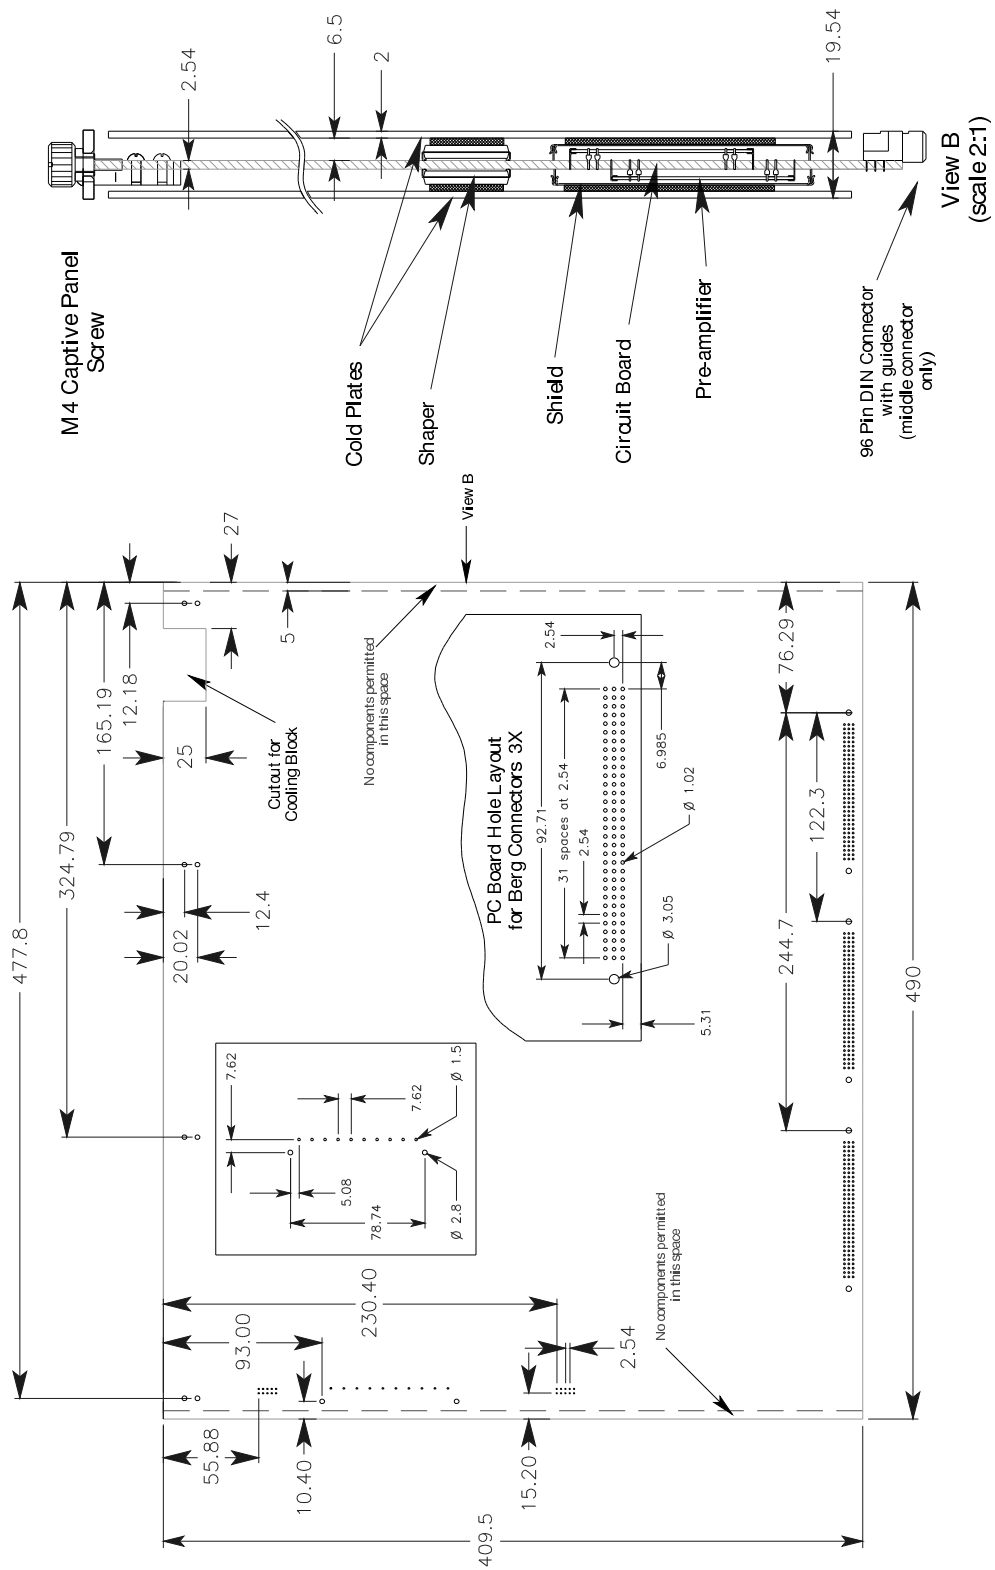 M4 Captive Panel
Screw
2.54
6.5
2
19.54
Cold Plates
Shaper
Shield
Circuit Board
Pre-amplifier
96 Pin DIN Connector
with guides
(middle connector
only)
View B
(scale 2:1)
View B
477.8
324.79
165.19
12.18
27
5
25
20.02
12.4
Cutout for
Cooling Block
No components permitted
in this space
PC Board Hole Layout
for Berg Connectors 3X
92.71
31 spaces at 2.54
2.54
2.54
6.985
Ø 1.02
Ø 3.05
5.31
7.62
7.62
Ø 1.5
5.08
78.74
Ø 2.8
76.29
122.3
244.7
490
230.40
93.00
55.88
10.40
15.20
2.54
No components permitted
in this space
409.5